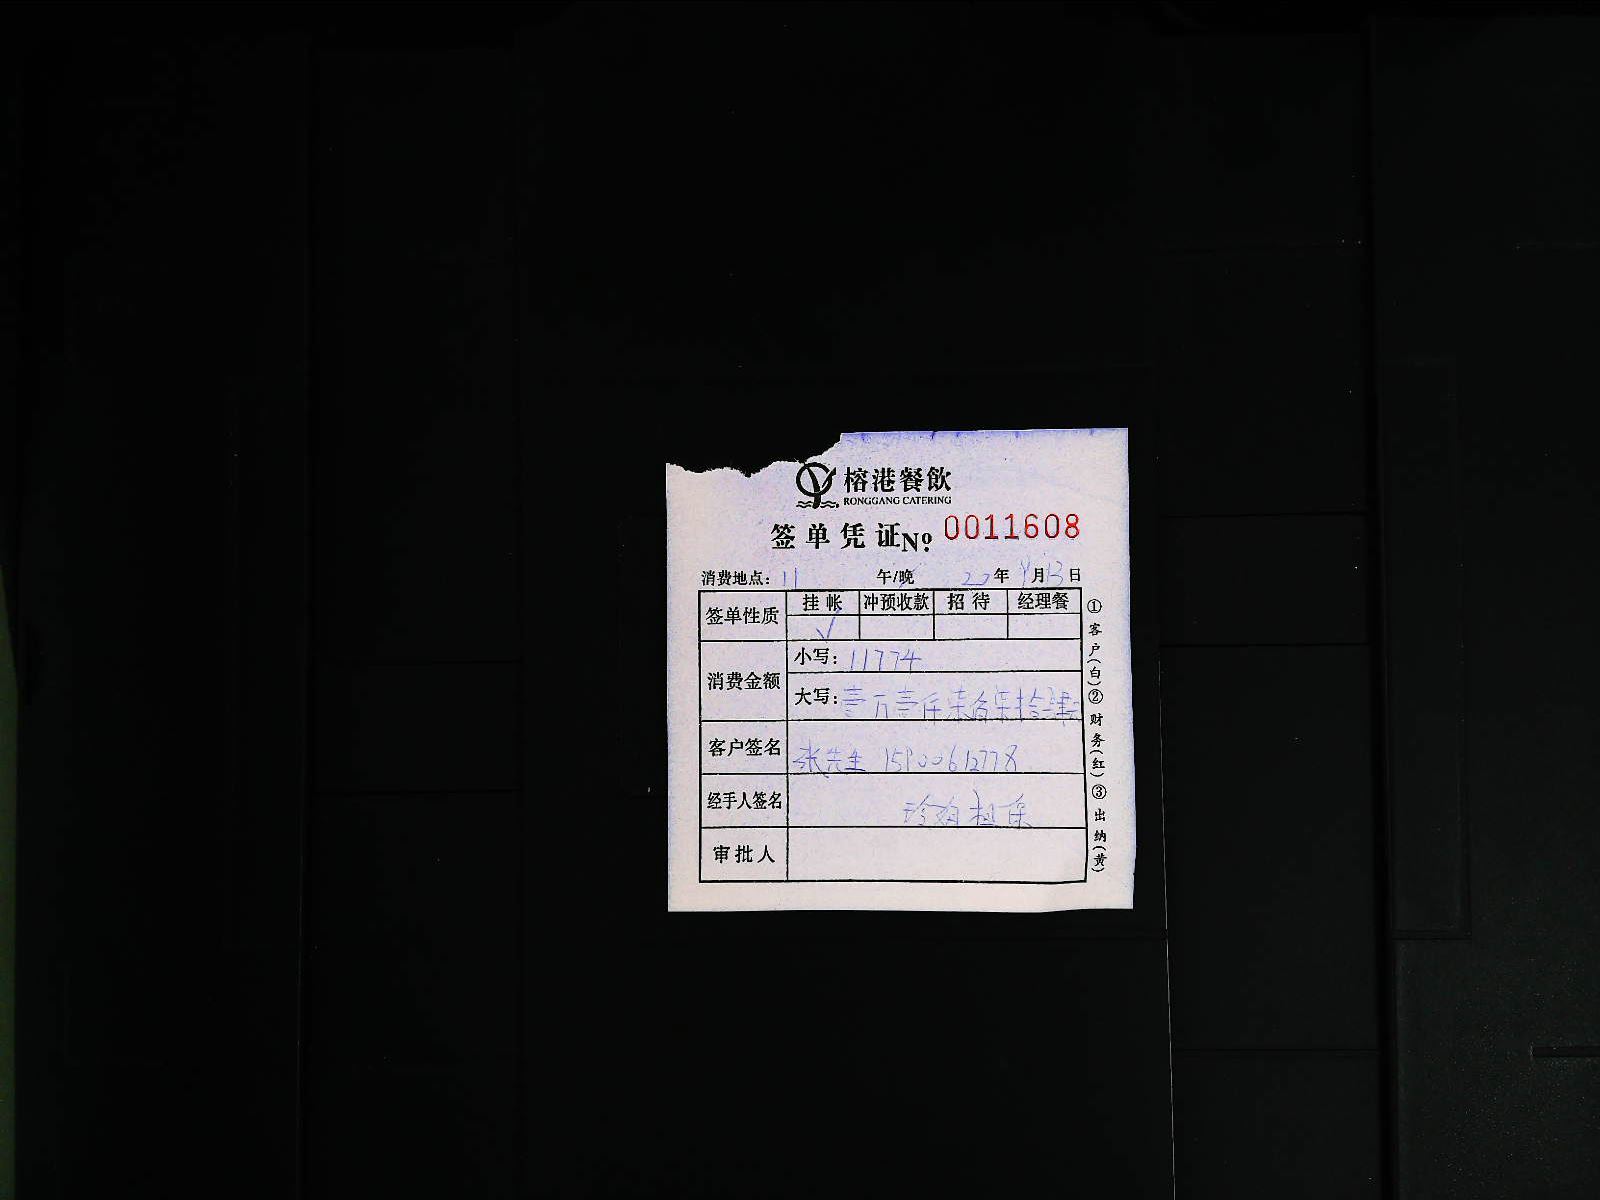 榕港餐飲
RONGGANG CATERING
签单凭证No. 0011608
消费地点：11 午/晚 22年9月13日
签单性质 挂帐 冲预收款 招待 经理餐
√
消费金额 小写：11774
大写：壹万壹仟柒佰柒拾肆
客户签名 张先生
经手人签名 担保
审批人
①客户（白）②财务（红）③出纳（黄）